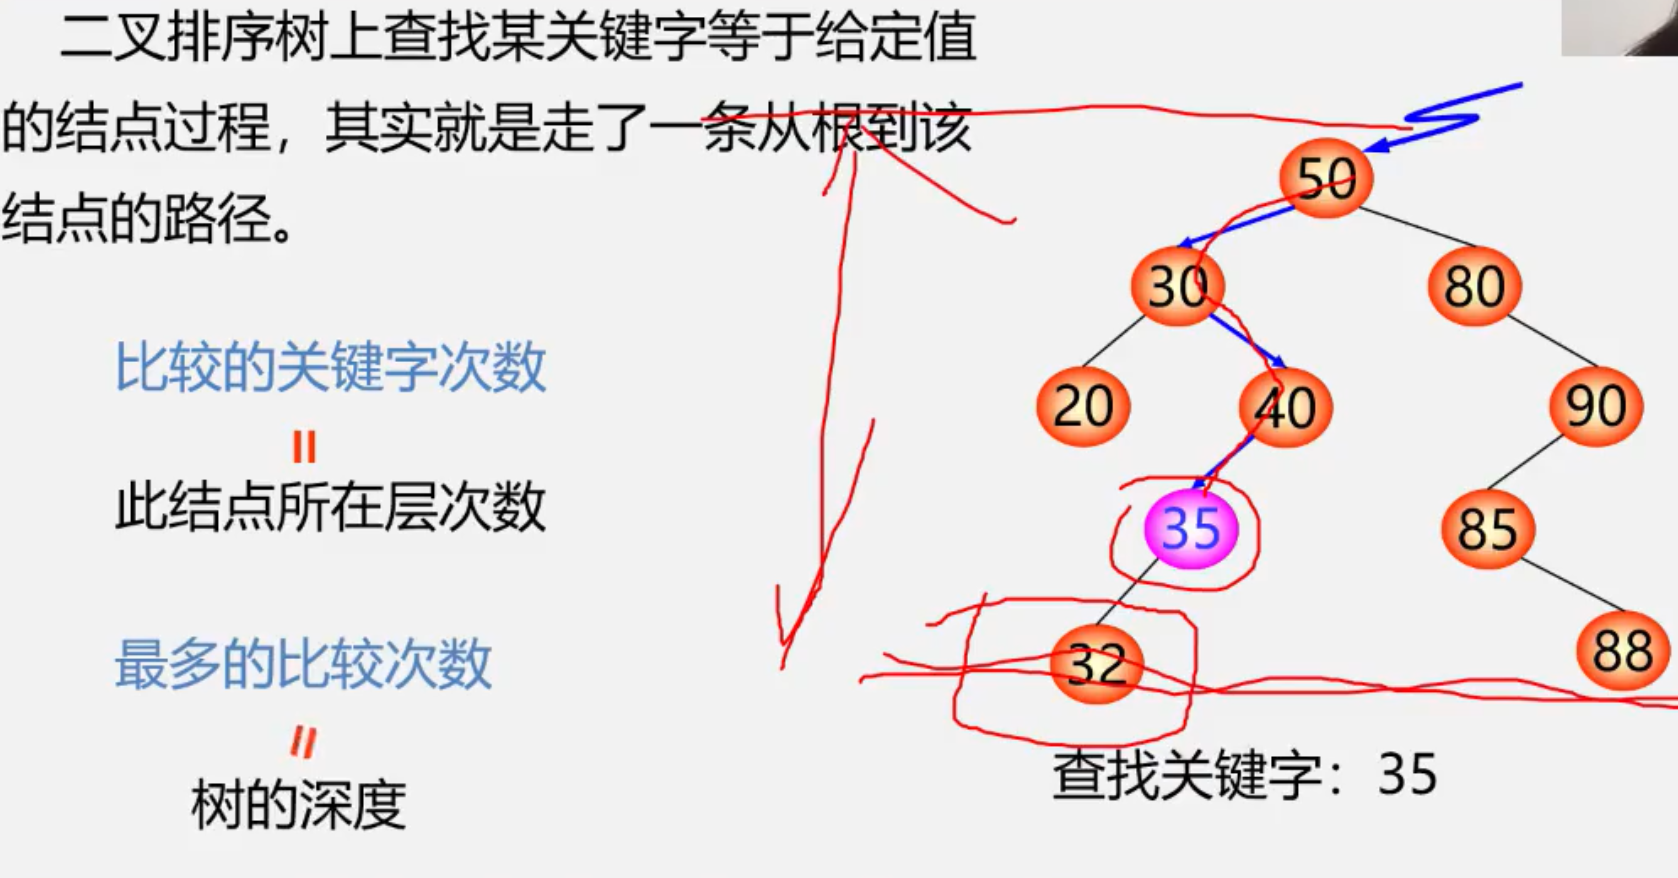 二叉排序树上查找某关键字等于给定值
的结点过程，其实就是走了一条从根到该
结点的路径。
比较的关键字次数
=
此结点所在层次数
最多的比较次数
=
树的深度
50
30
80
20
40
90
35
85
32
88
查找关键字：35